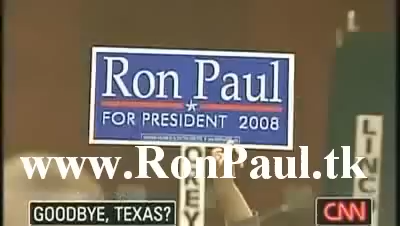 Ron Paul
FOR PRESIDENT 2008
www.RonPaul.tk
GOODBYE, TEXAS?
CNN